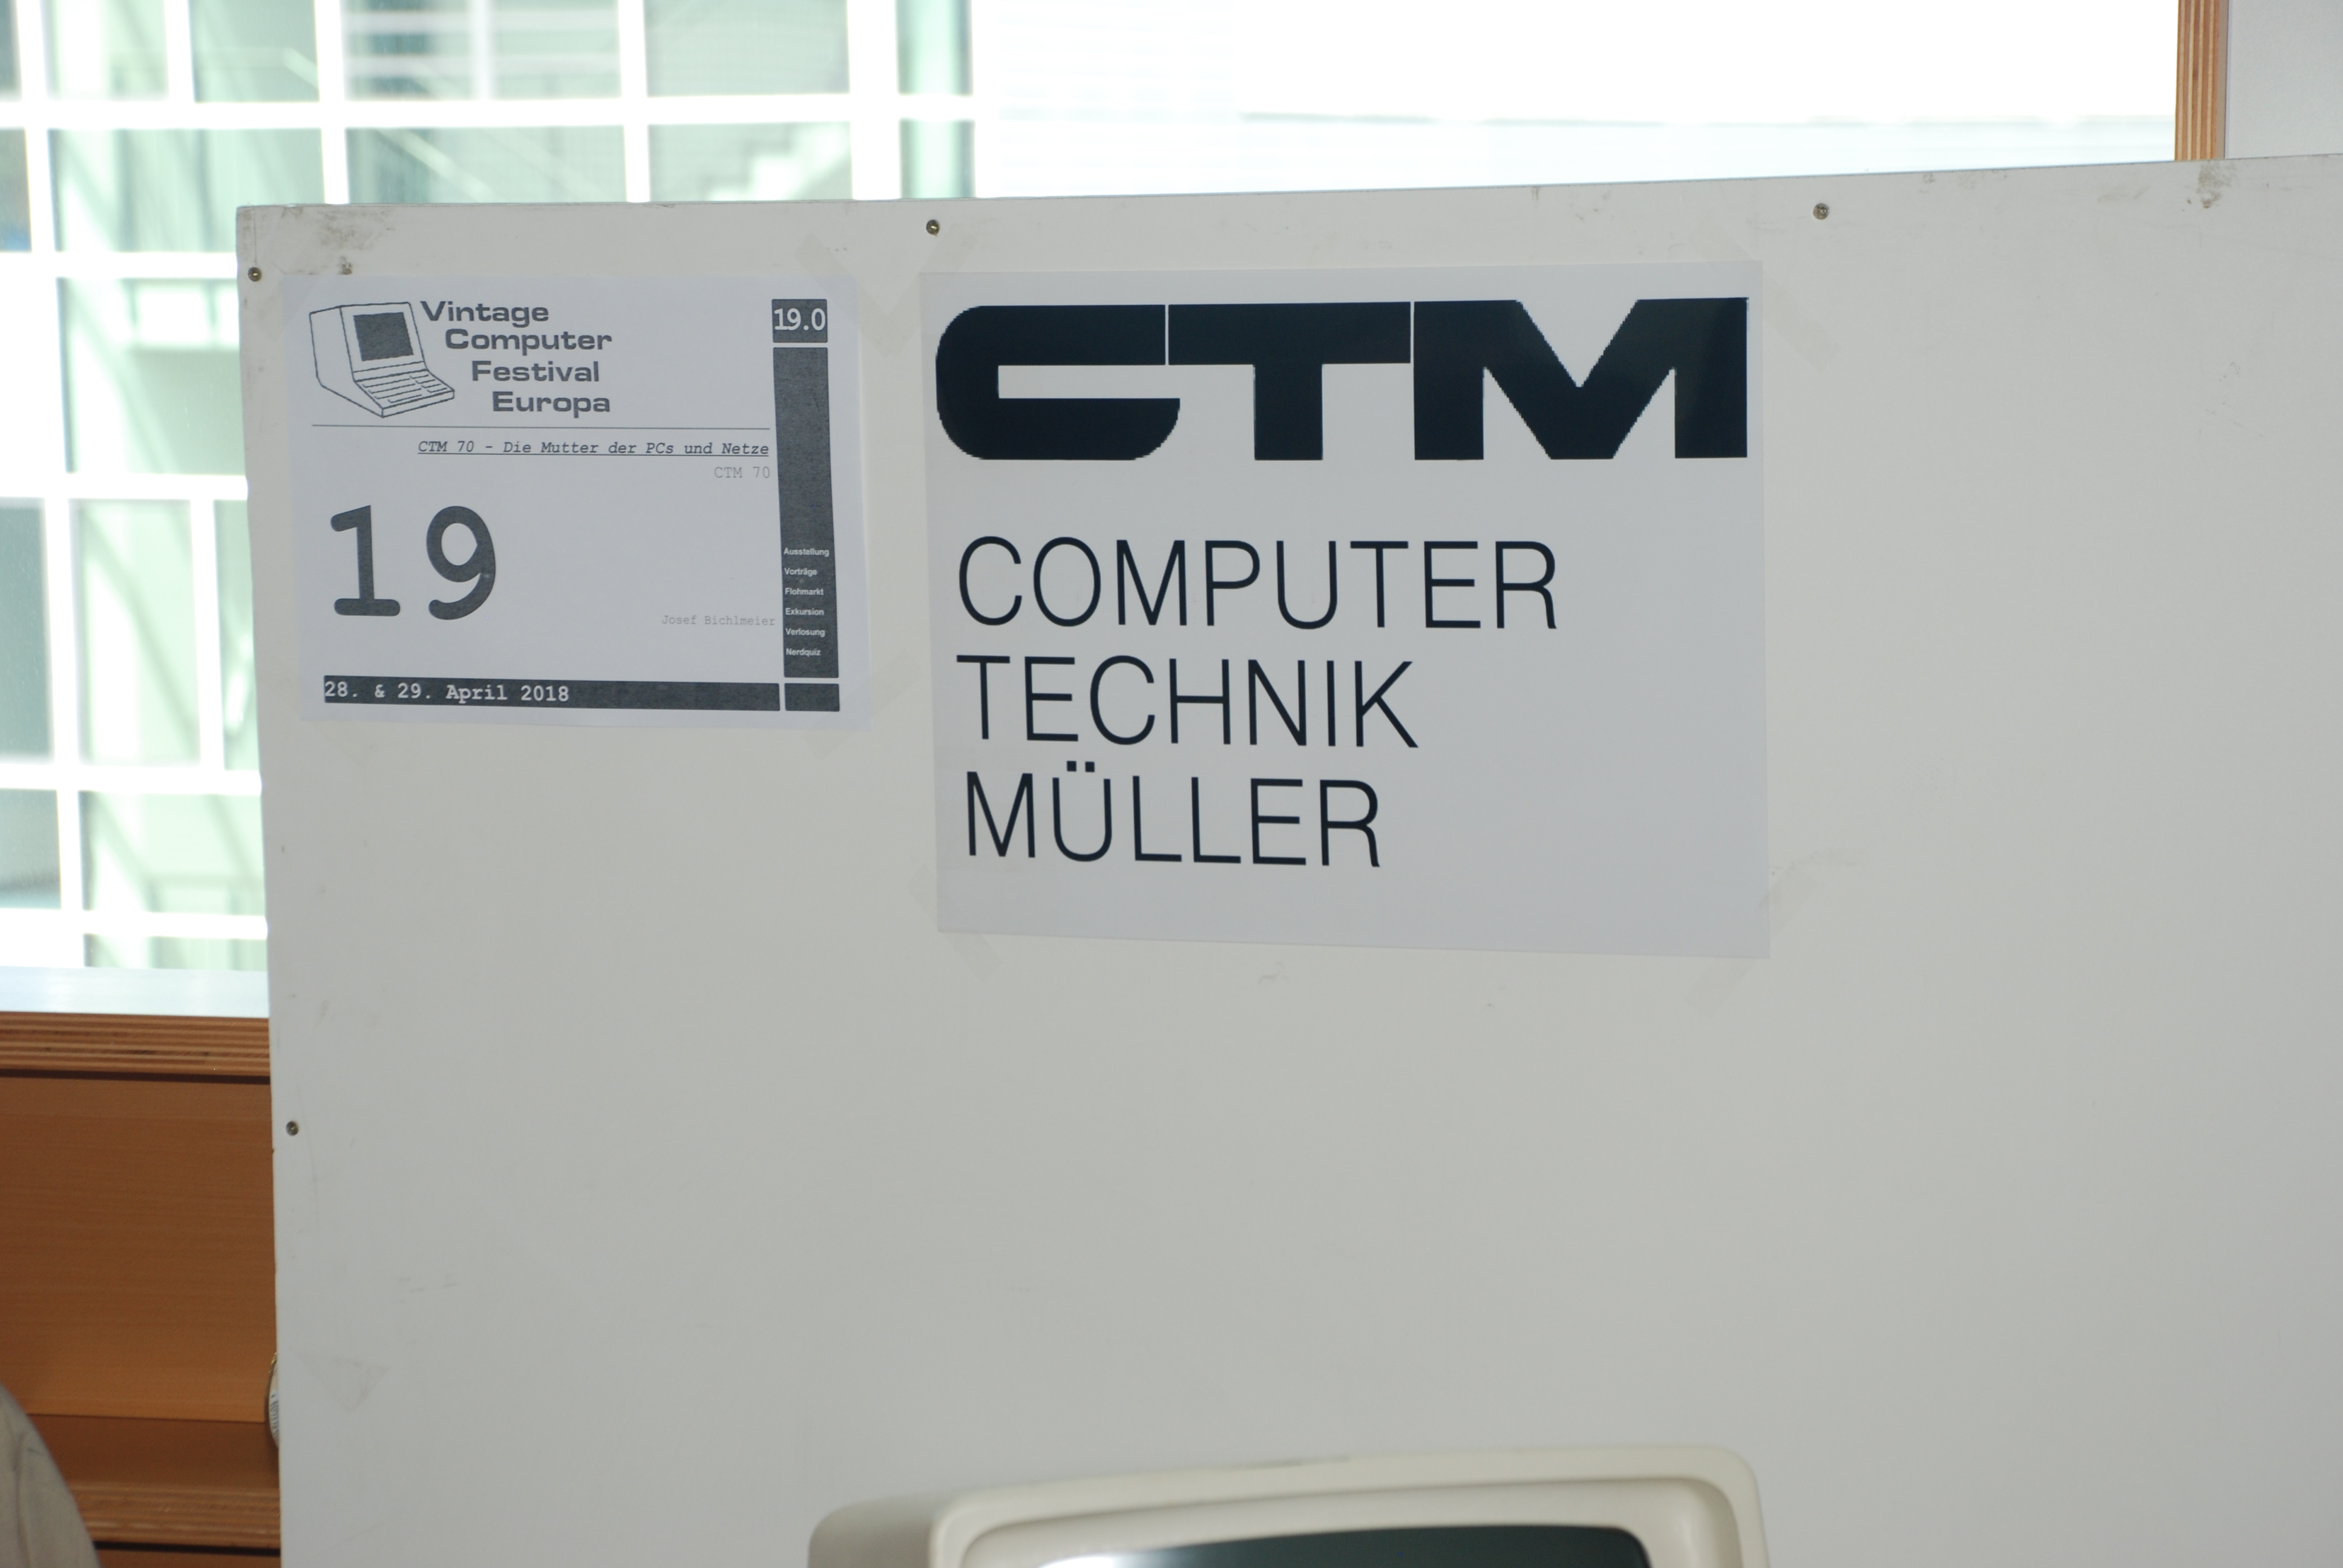 Vintage
Computer
Festival
Europa
19.0
CTM 70 - Die Mutter der PCs und Netze
CTM 70
19
Josef Bichlmeier
Ausstellung
Vorträge
Flohmarkt
Exkursion
Verlosung
Nerdquiz
28. & 29. April 2018
CTM
COMPUTER
TECHNIK
MÜLLER